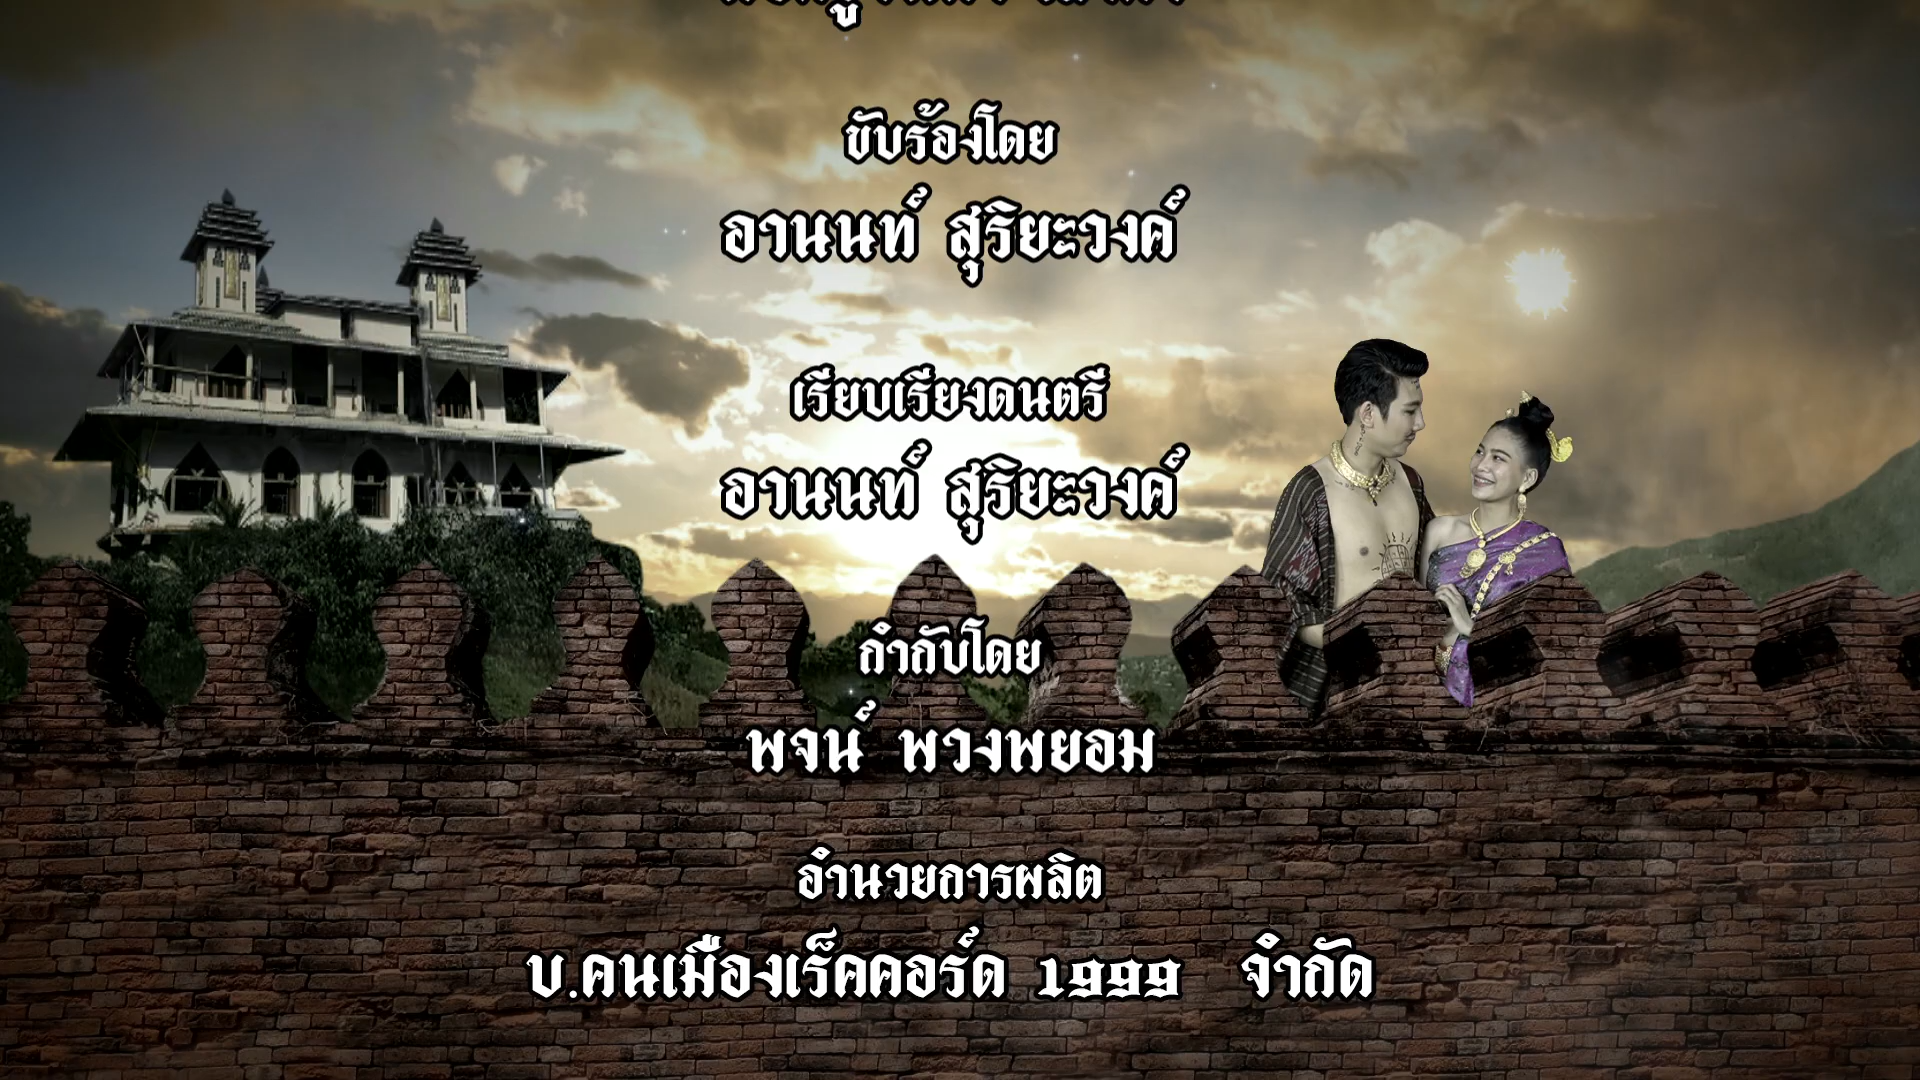 ขับร้องโดย
อานนท์ สุริยะวงค์
เรียบเรียงดนตรี
อานนท์ สุริยะวงค์
กำกับโดย
พจน์ พวงพยอม
อำนวยการผลิต
บ.คนเมืองเร็คคอร์ด 1999 จำกัด